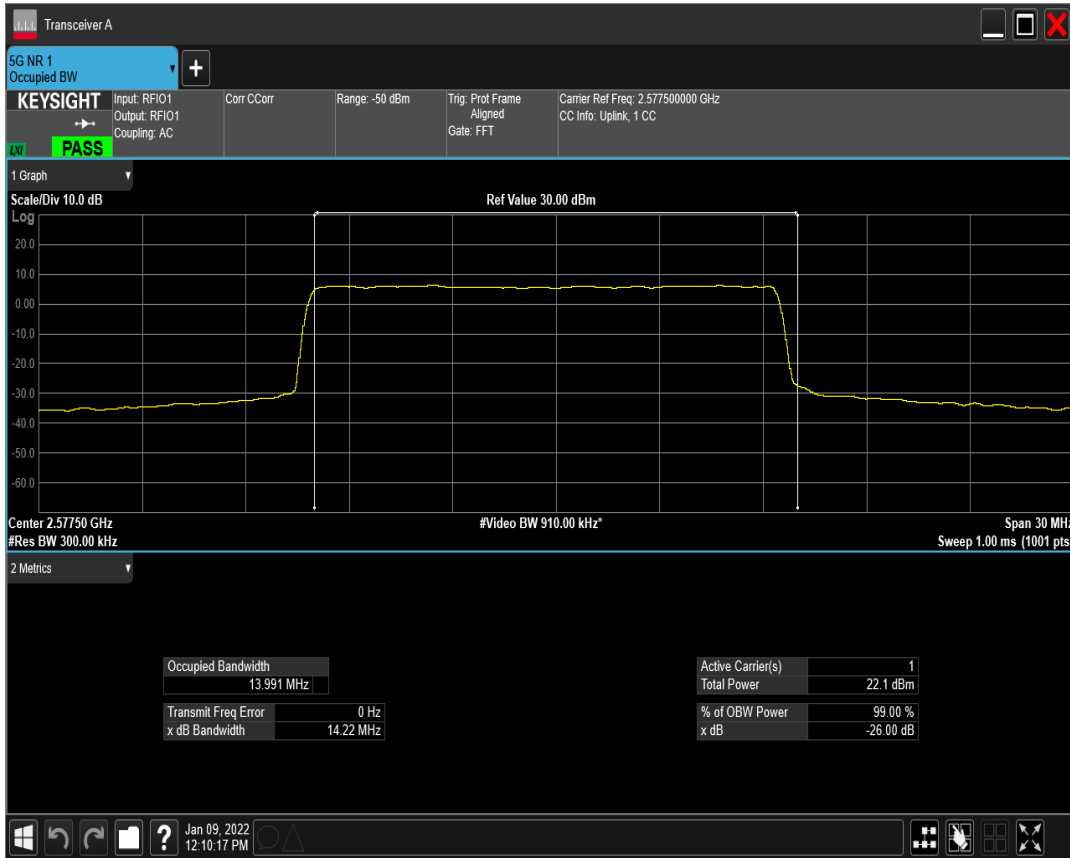 Transceiver A
5G NR 1
Occupied BW
KEYSIGHT
LXI
PASS
Input: RFIO1
Output: RFIO1
Coupling: AC
Corr CCorr
Range: -50 dBm
Trig: Prot Frame
Aligned
Gate: FFT
Carrier Ref Freq: 2.577500000 GHz
CC Info: Uplink, 1 CC
1 Graph
Scale/Div 10.0 dB
Ref Value 30.00 dBm
Log
20.0
10.0
0.00
-10.0
-20.0
-30.0
-40.0
-50.0
-60.0
Center 2.57750 GHz
#Video BW 910.00 kHz*
Span 30 MHz
#Res BW 300.00 kHz
Sweep 1.00 ms (1001 pts
2 Metrics
Occupied Bandwidth
13.991 MHz
Transmit Freq Error 0 Hz
x dB Bandwidth 14.22 MHz
Active Carrier(s) 1
Total Power 22.1 dBm
% of OBW Power 99.00 %
x dB -26.00 dB
?
Jan 09, 2022
12:10:17 PM